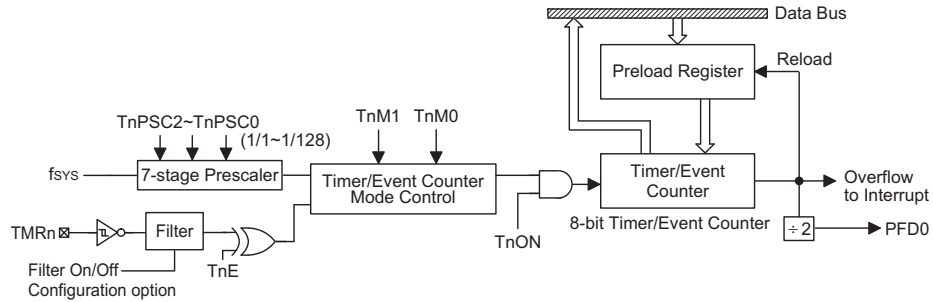 Data Bus
Preload Register
Reload
TnPSC2~TnPSC0
(1/1~1/128)
TnM1
TnM0
fSYS
7-stage Prescaler
Timer/Event Counter
Mode Control
Timer/Event
Counter
Overflow
to Interrupt
8-bit Timer/Event Counter
TMRn
Filter
TnON
÷2
PFD0
TnE
Filter On/Off
Configuration option